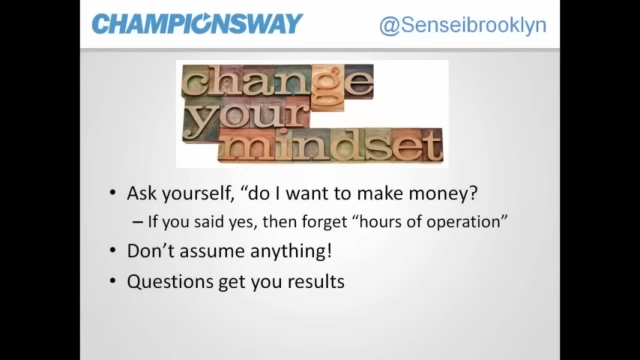 CHAMPIONSWAY
@Senseibrooklyn
change
your
mindset
• Ask yourself, “do I want to make money?
– If you said yes, then forget “hours of operation”
• Don’t assume anything!
• Questions get you results